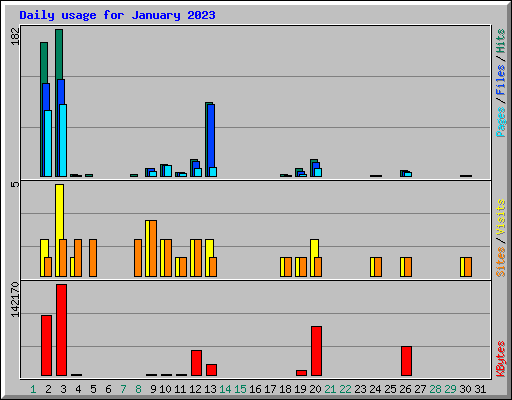 Daily usage for January 2023
182
Pages / Files / Hits
5
Sites / Visits
142170
KBytes
1 2 3 4 5 6 7 8 9 10 11 12 13 14 15 16 17 18 19 20 21 22 23 24 25 26 27 28 29 30 31